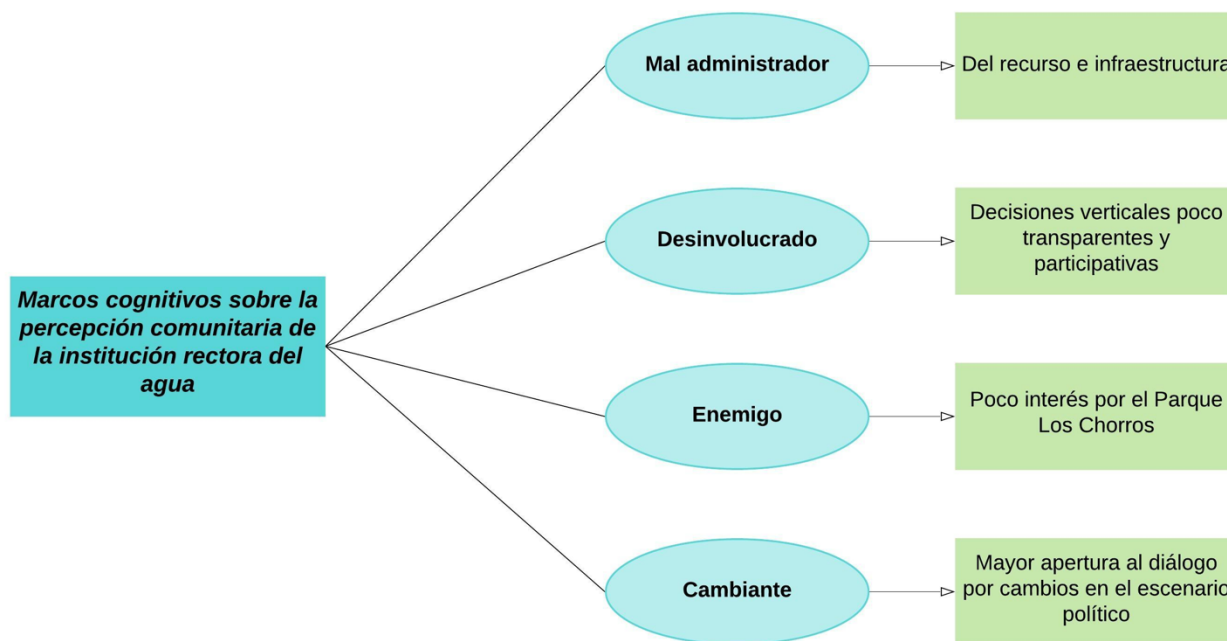 Mal administrador
Del recurso e infraestructura
Desinvolucrado
Decisiones verticales poco
transparentes y
participativas
Marcos cognitivos sobre la
percepción comunitaria de
la institución rectora del
agua
Enemigo
Poco interés por el Parque
Los Chorros
Cambiante
Mayor apertura al diálogo
por cambios en el escenario
político